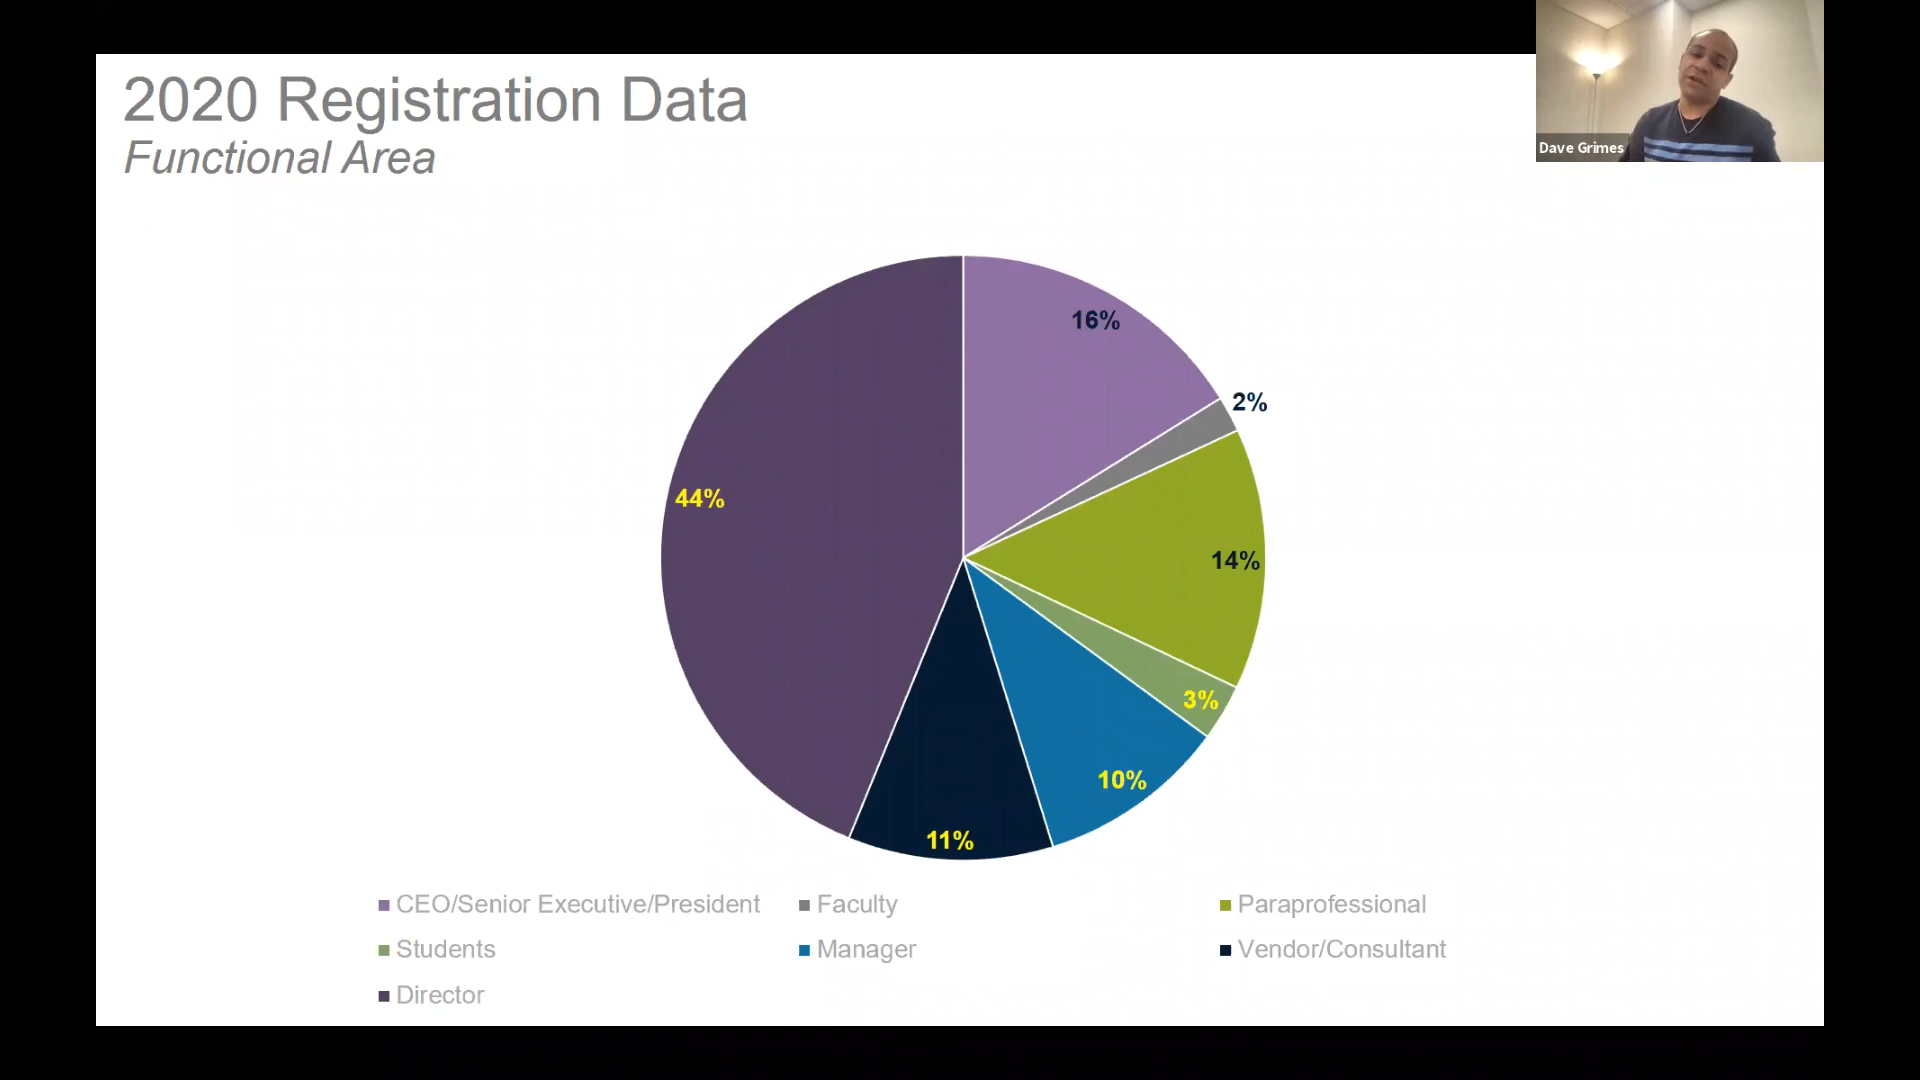 2020 Registration Data
Functional Area
Dave Grimes
16%
2%
44%
14%
3%
10%
11%
CEO/Senior Executive/President
Faculty
Paraprofessional
Students
Manager
Vendor/Consultant
Director